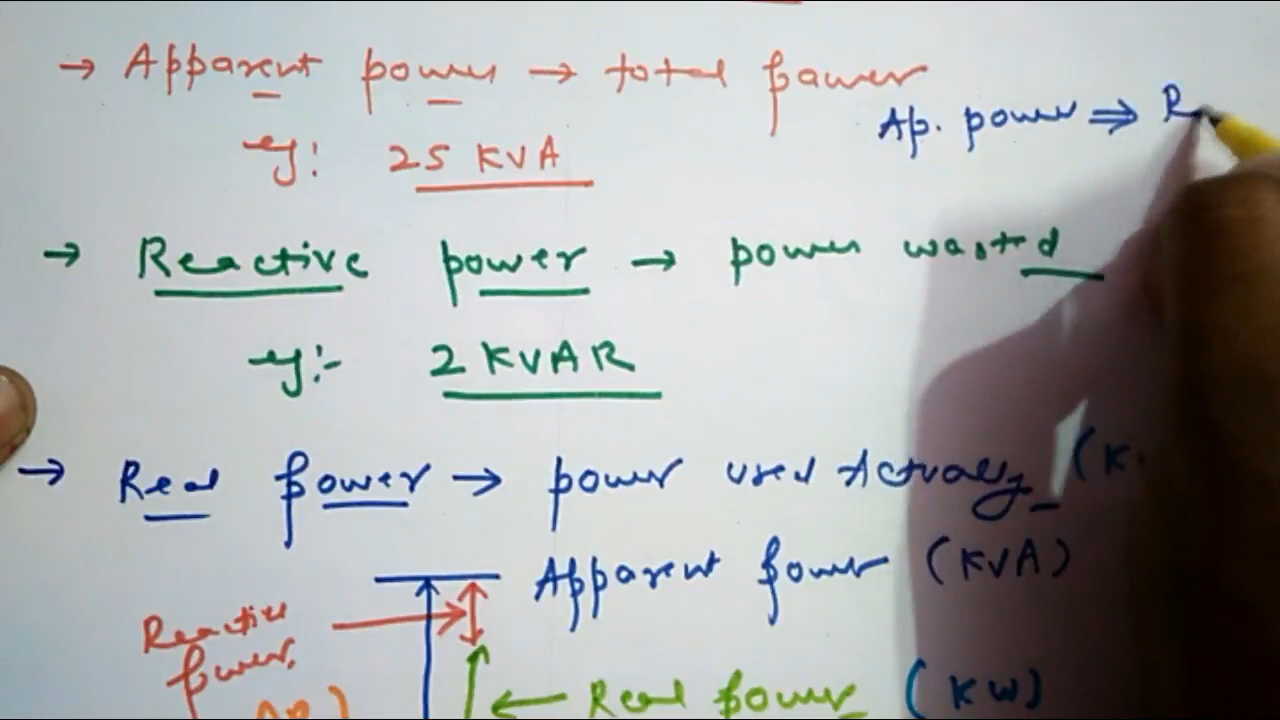 → Apparent power → total power
Ap. power ⇒ R
eg: 25 KVA
→ Reactive power → power wasted
eg:- 2 KVAR
→ Real power → power used Actually (K
Apparent power (KVA)
Reactive
power
← Real power (KW)